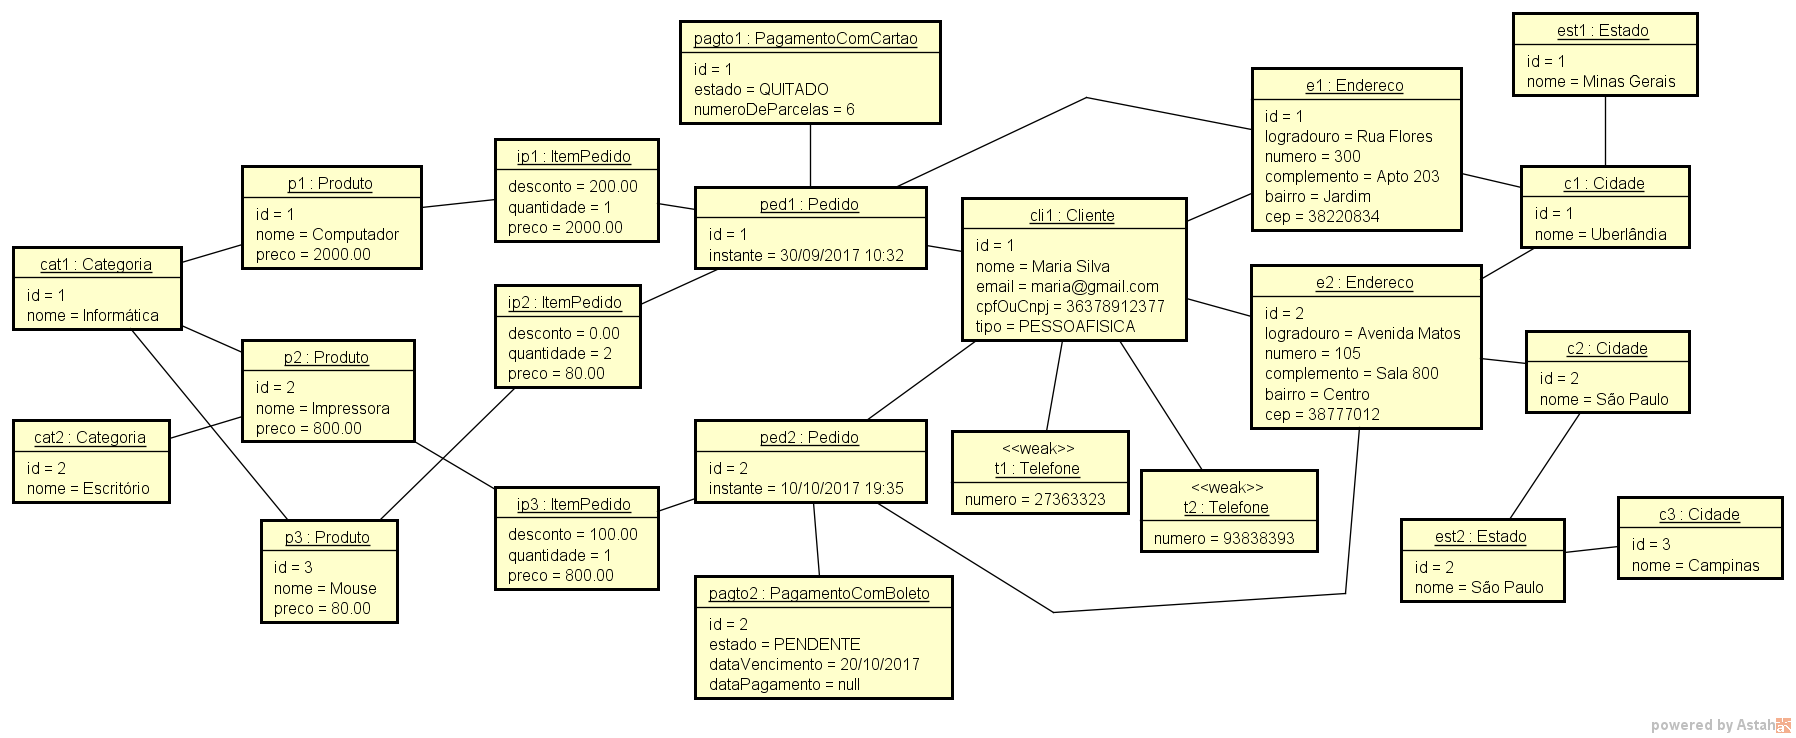 pagto1 : PagamentoComCartao
id = 1
estado = QUITADO
numeroDeParcelas = 6
est1 : Estado
id = 1
nome = Minas Gerais
e1 : Endereco
id = 1
logradouro = Rua Flores
numero = 300
complemento = Apto 203
bairro = Jardim
cep = 38220834
ip1 : ItemPedido
desconto = 200.00
quantidade = 1
preco = 2000.00
p1 : Produto
id = 1
nome = Computador
preco = 2000.00
ped1 : Pedido
id = 1
instante = 30/09/2017 10:32
cli1 : Cliente
id = 1
nome = Maria Silva
email = maria@gmail.com
cpfOuCnpj = 36378912377
tipo = PESSOAFISICA
c1 : Cidade
id = 1
nome = Uberlândia
cat1 : Categoria
id = 1
nome = Informática
ip2 : ItemPedido
desconto = 0.00
quantidade = 2
preco = 80.00
e2 : Endereco
id = 2
logradouro = Avenida Matos
numero = 105
complemento = Sala 800
bairro = Centro
cep = 38777012
p2 : Produto
id = 2
nome = Impressora
preco = 800.00
c2 : Cidade
id = 2
nome = São Paulo
cat2 : Categoria
id = 2
nome = Escritório
ped2 : Pedido
id = 2
instante = 10/10/2017 19:35
<<weak>>
t1 : Telefone
numero = 27363323
<<weak>>
t2 : Telefone
numero = 93838393
ip3 : ItemPedido
desconto = 100.00
quantidade = 1
preco = 800.00
p3 : Produto
id = 3
nome = Mouse
preco = 80.00
est2 : Estado
id = 2
nome = São Paulo
c3 : Cidade
id = 3
nome = Campinas
pagto2 : PagamentoComBoleto
id = 2
estado = PENDENTE
dataVencimento = 20/10/2017
dataPagamento = null
powered by Astah